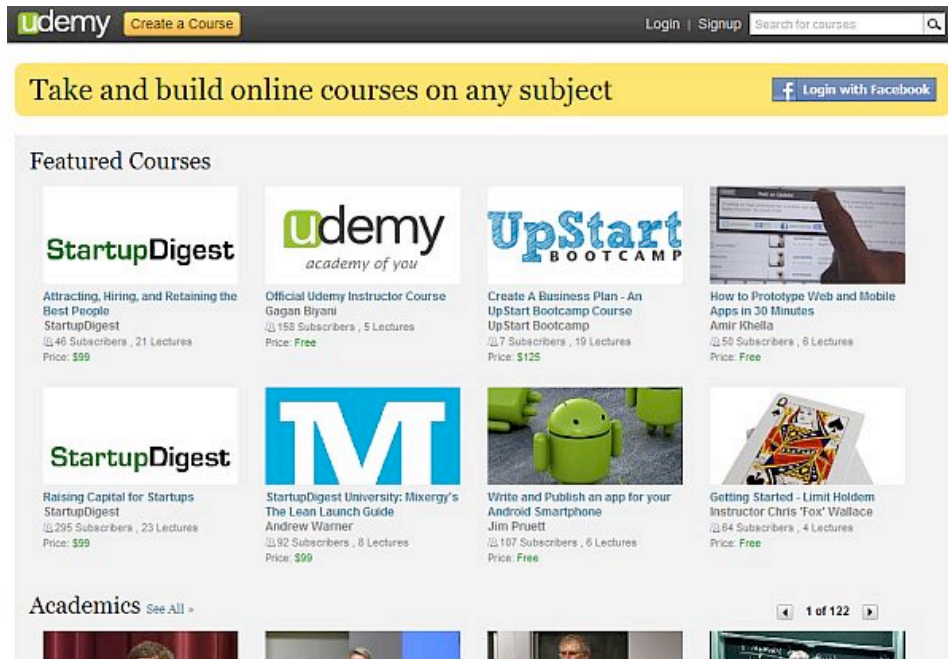 udemy Create a Course Login | Signup Search for courses
Take and build online courses on any subject
f Login with Facebook
Featured Courses
StartupDigest
Attracting, Hiring, and Retaining the
Best People
StartupDigest
46 Subscribers , 21 Lectures
Price: $99
udemy
academy of you
Official Udemy Instructor Course
Gagan Biyani
158 Subscribers , 5 Lectures
Price: Free
UpStart
BOOTCAMP
Create A Business Plan - An
UpStart Bootcamp Course
UpStart Bootcamp
7 Subscribers , 19 Lectures
Price: $125
How to Prototype Web and Mobile
Apps in 30 Minutes
Amir Khella
50 Subscribers , 6 Lectures
Price: Free
StartupDigest
Raising Capital for Startups
StartupDigest
295 Subscribers , 23 Lectures
Price: $99
M
StartupDigest University: Mixergy's
The Lean Launch Guide
Andrew Warner
92 Subscribers , 8 Lectures
Price: $99
Write and Publish an app for your
Android Smartphone
Jim Pruett
107 Subscribers , 6 Lectures
Price: Free
Q
Getting Started - Limit Holdem
Instructor Chris 'Fox' Wallace
84 Subscribers , 4 Lectures
Price: Free
Academics See All »
1 of 122